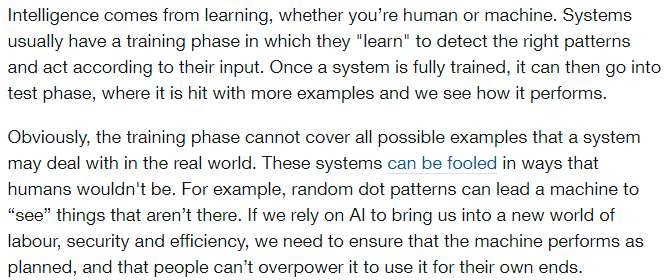 Intelligence comes from learning, whether you’re human or machine. Systems
usually have a training phase in which they "learn" to detect the right patterns
and act according to their input. Once a system is fully trained, it can then go into
test phase, where it is hit with more examples and we see how it performs.
Obviously, the training phase cannot cover all possible examples that a system
may deal with in the real world. These systems can be fooled in ways that
humans wouldn't be. For example, random dot patterns can lead a machine to
“see” things that aren’t there. If we rely on AI to bring us into a new world of
labour, security and efficiency, we need to ensure that the machine performs as
planned, and that people can’t overpower it to use it for their own ends.